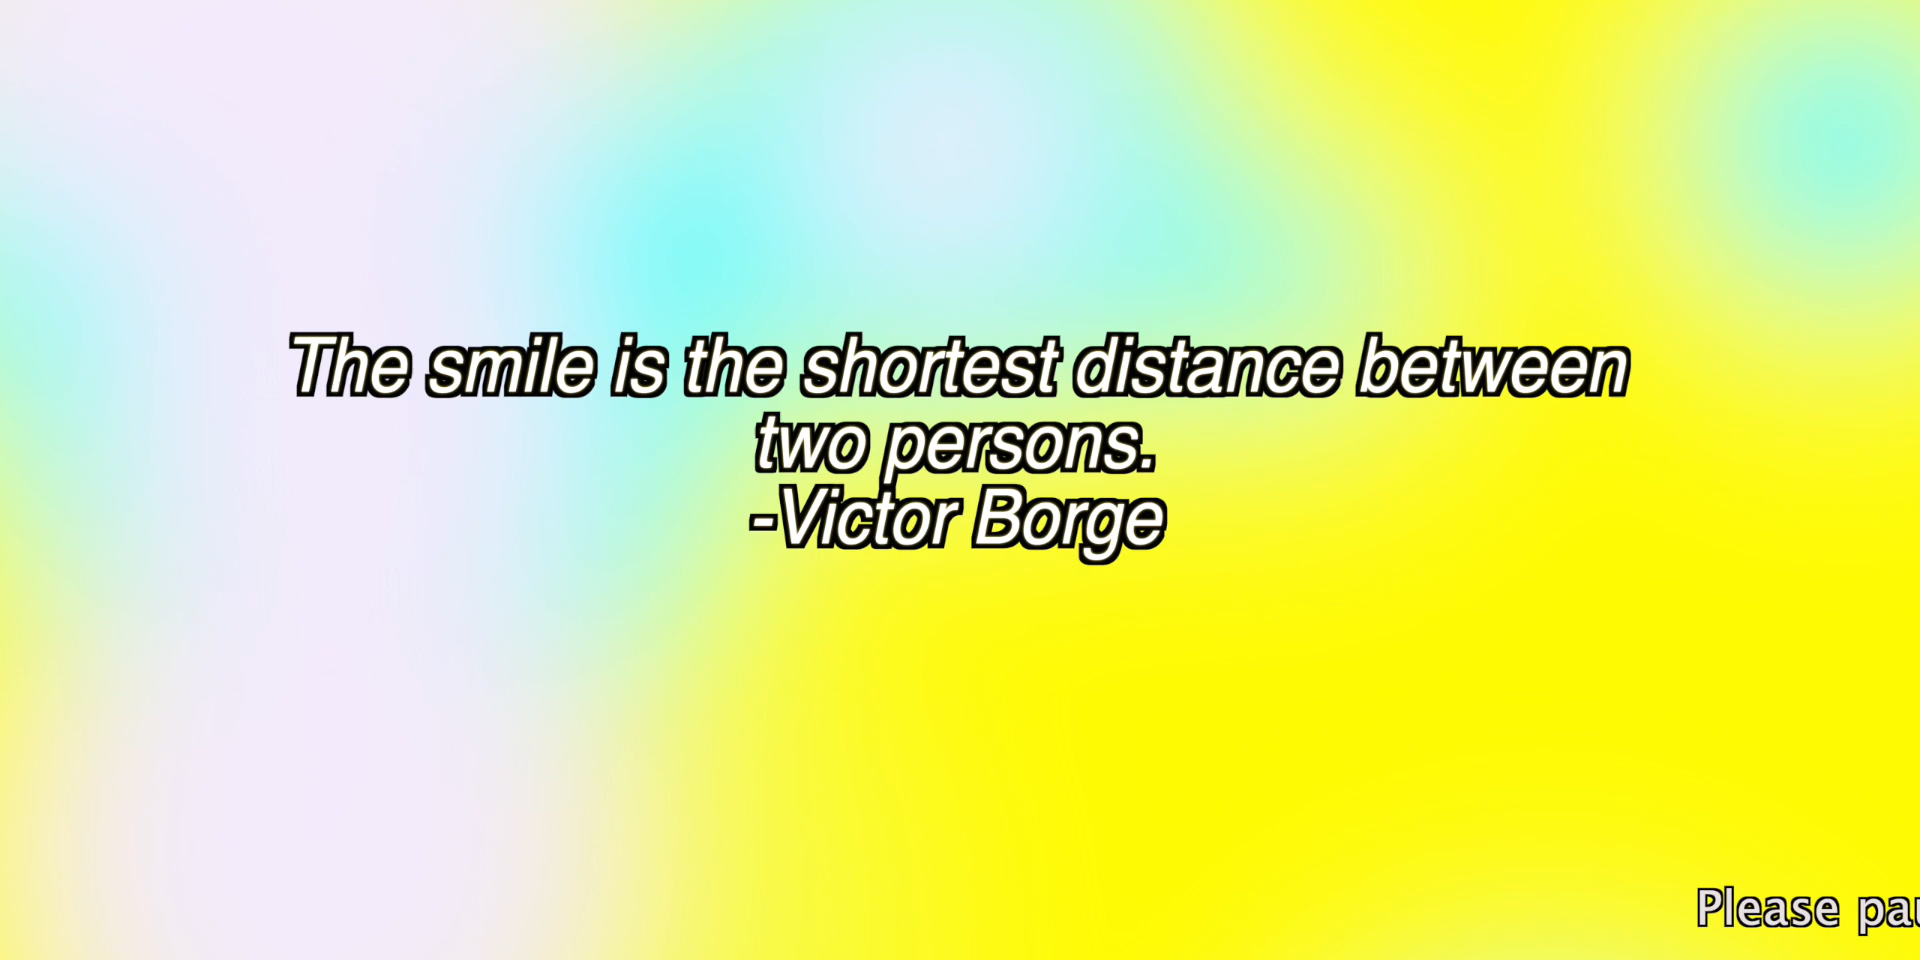 The smile is the shortest distance between
two persons.
-Victor Borge
Please